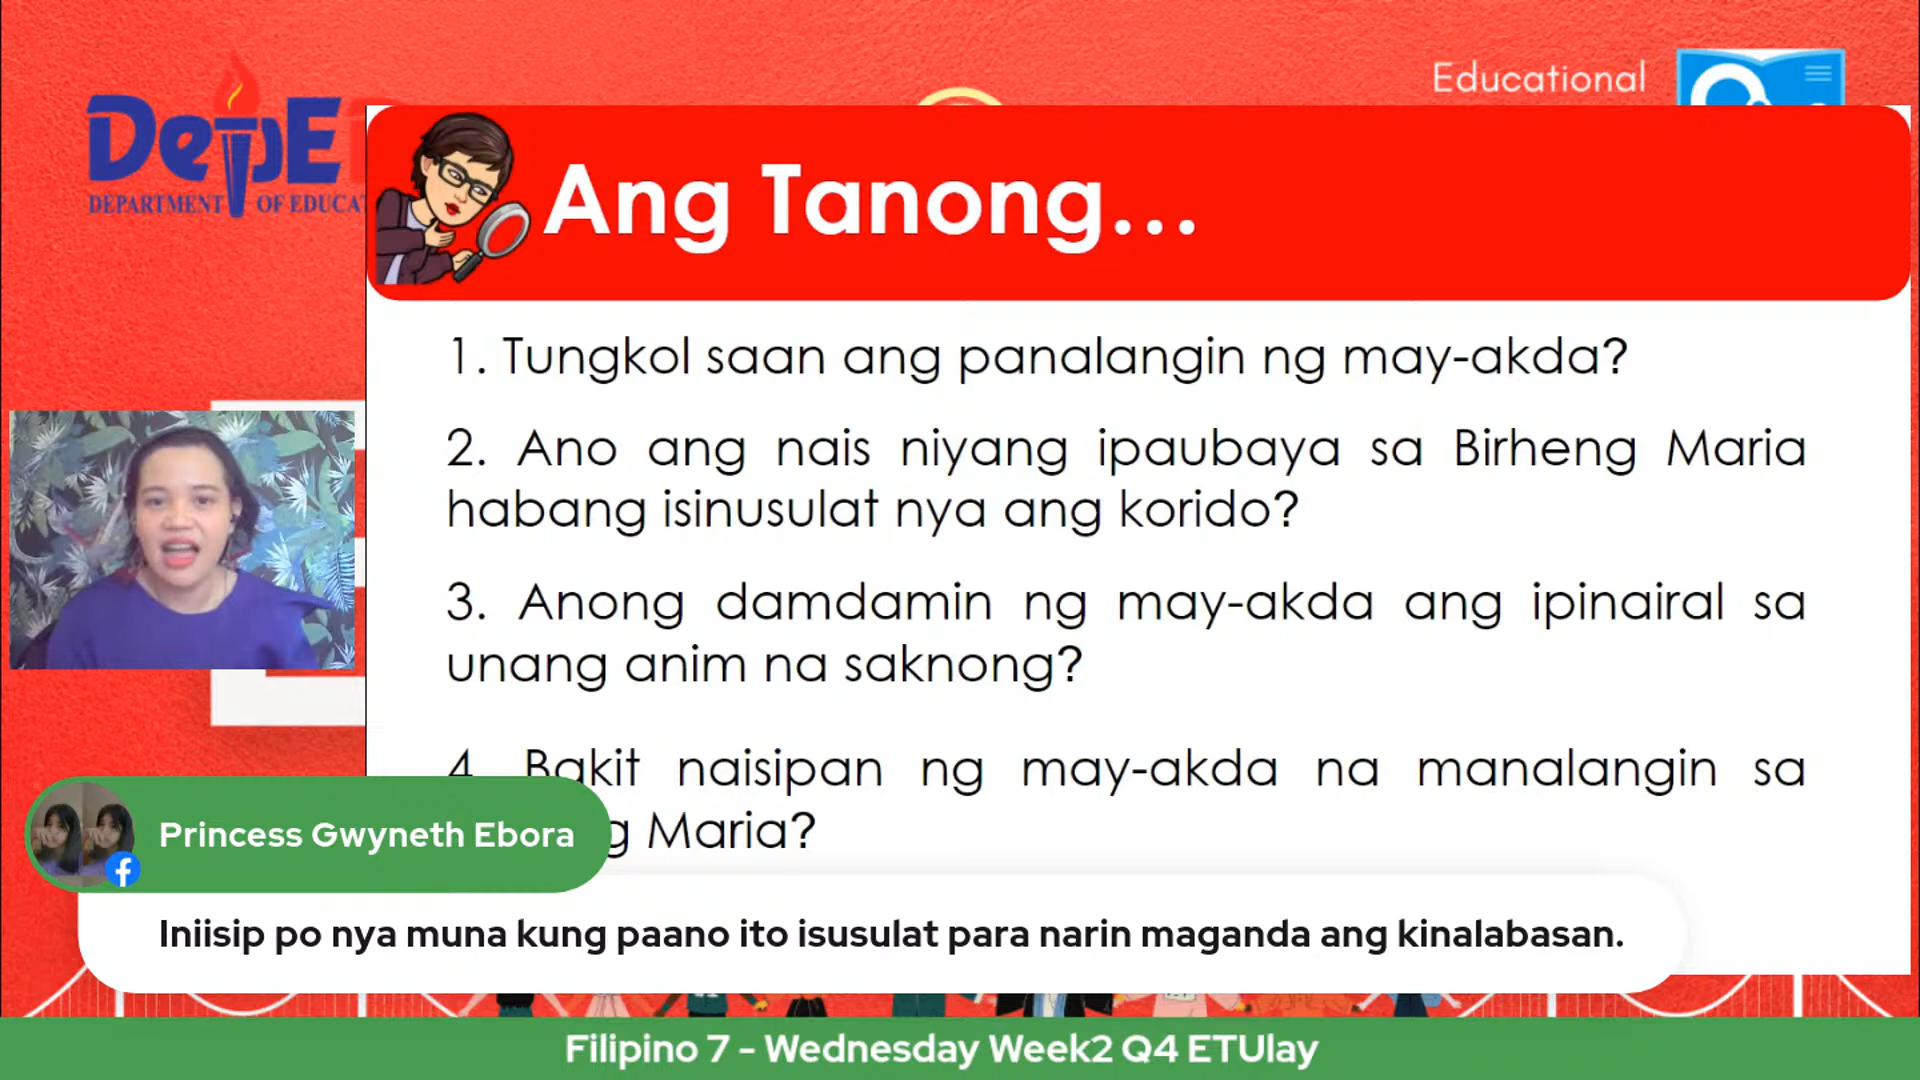 DepE
DEPARTMENT OF EDUCAT
Educational
Ang Tanong...
1. Tungkol saan ang panalangin ng may-akda?
2. Ano ang nais niyang ipaubaya sa Birheng Maria
habang isinusulat nya ang korido?
3. Anong damdamin ng may-akda ang ipinairal sa
unang anim na saknong?
4. Bakit naisipan ng may-akda na manalangin sa
g Maria?
Princess Gwyneth Ebora
Iniisip po nya muna kung paano ito isusulat para narin maganda ang kinalabasan.
Filipino 7 - Wednesday Week2 Q4 ETUlay